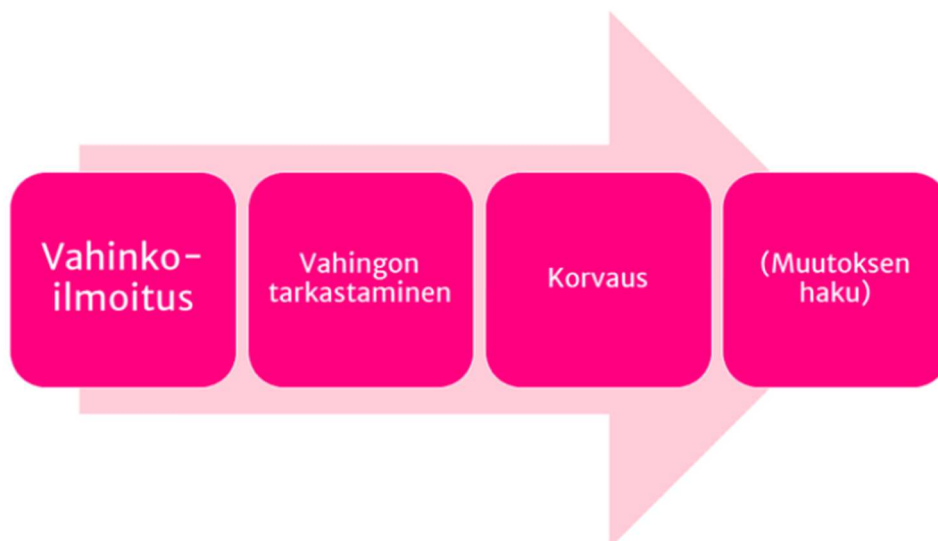 Vahinko-
ilmoitus
Vahingon
tarkastaminen
Korvaus
(Muutoksen
haku)